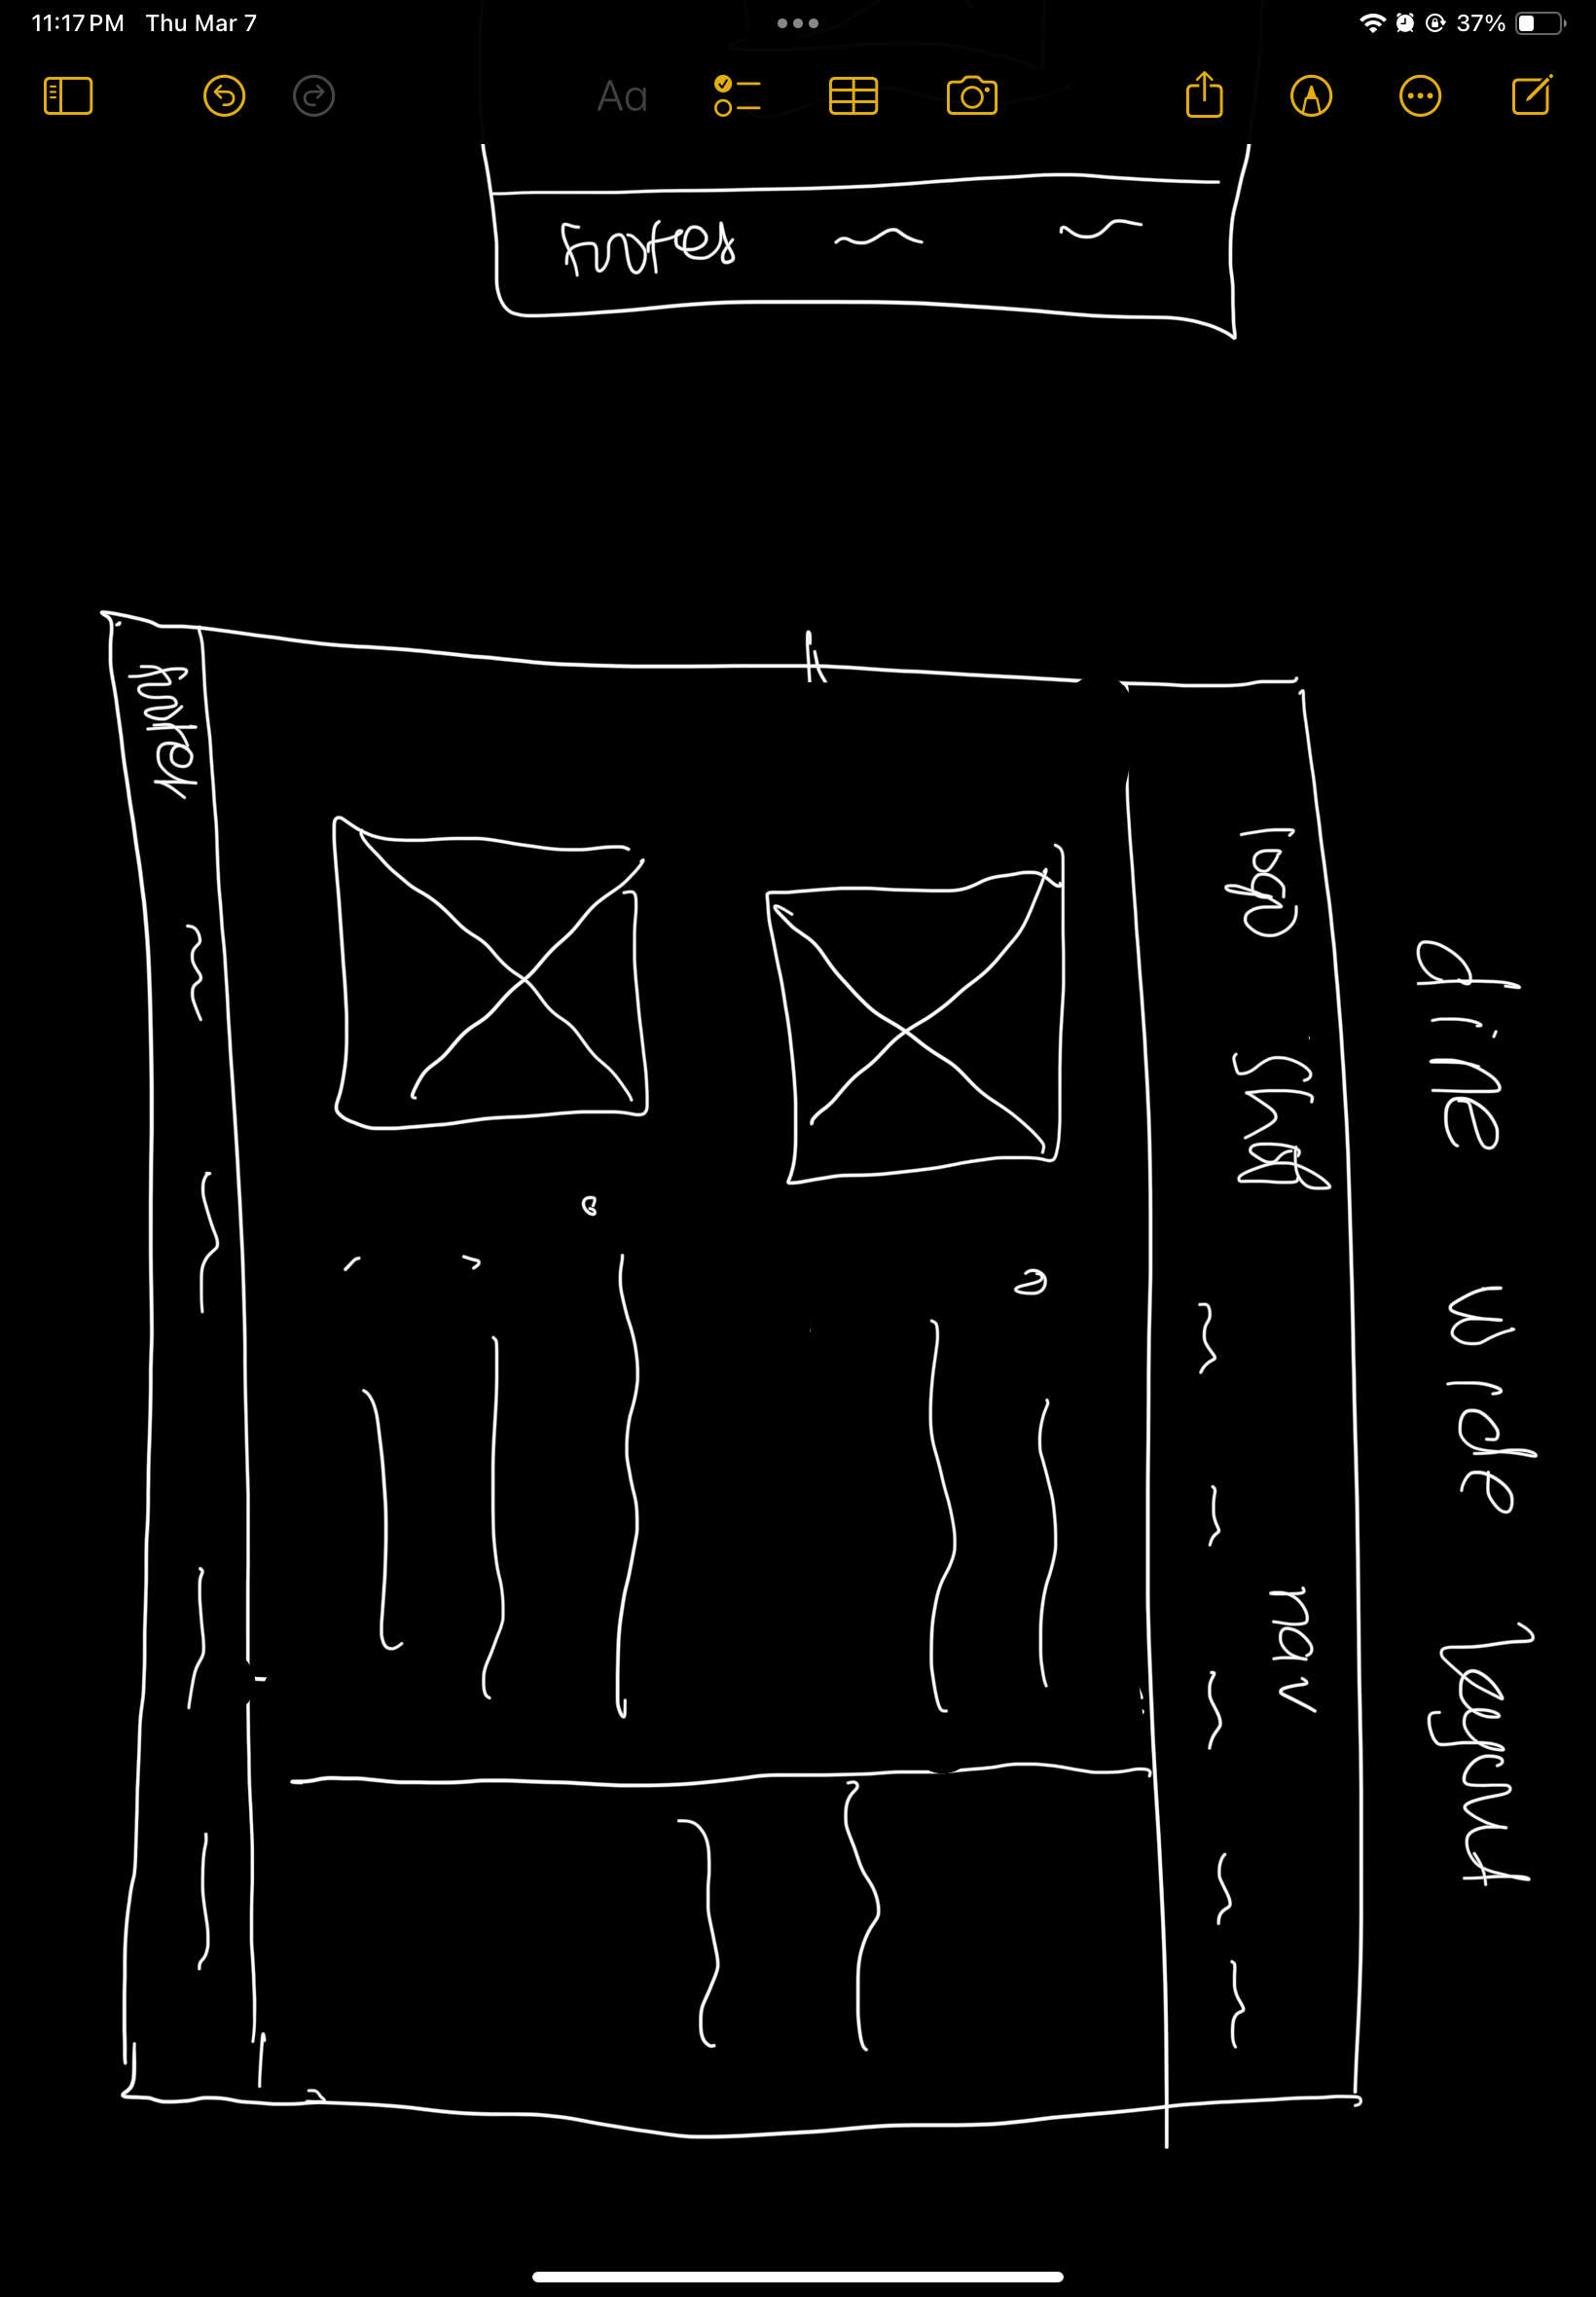 11:17 PM Thu Mar 7
37%
Aa
Footer
dine wide layout
logo shop nav
footer